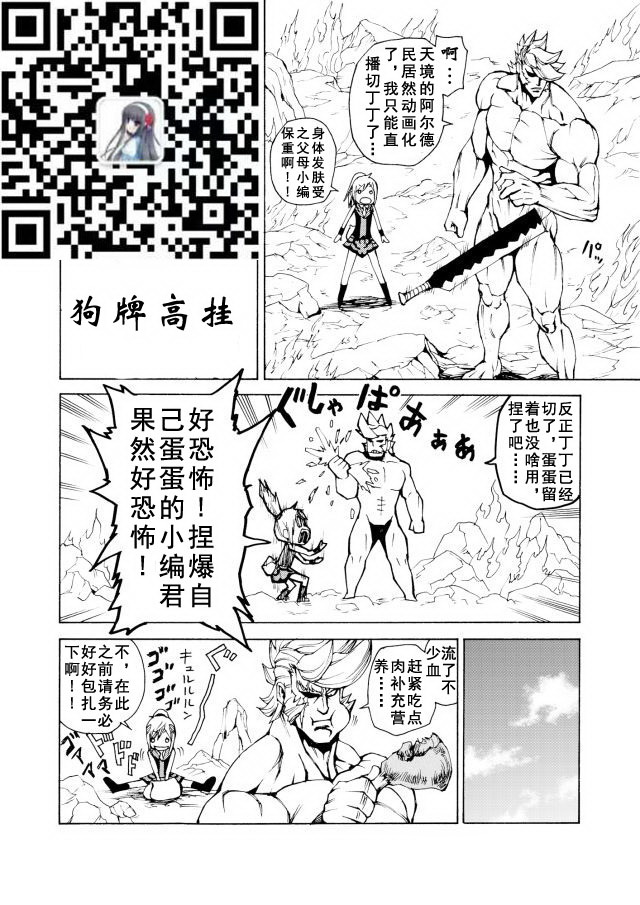 啊…
天境的阿尔德
民居然动画化
了，我只能直
播切丁丁了…
身体发肤受
之父母小编
保重啊！！
パッ
狗牌高挂
反正丁丁已经
切了，蛋蛋留
着也没啥用，
捏了吧……
ぐしゃぱぁぁぁ
好恐怖！捏爆自
己蛋蛋的小编君
果然好恐怖！
流了不
少血
赶紧吃点
肉补充营
养……
キュルルルン
ゴゴゴ
不，在此
之前请务必
好好包扎一
下啊！！
ドドゴアアマ